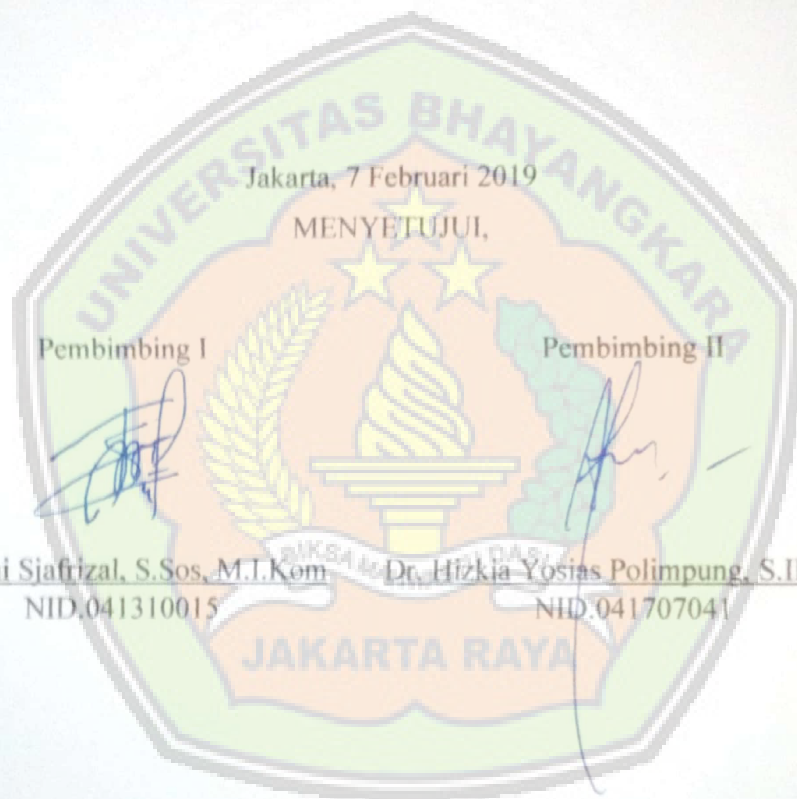 UNIVERSITAS BHAYANGKARA
Jakarta, 7 Februari 2019
MENYETUJUI,
Pembimbing I Pembimbing II
i Sjafrizal, S.Sos, M.I.Kom Dr. Hizkia Yosias Polimpung, S.I
NID.041310015 NID.041707041
JAKARTA RAYA